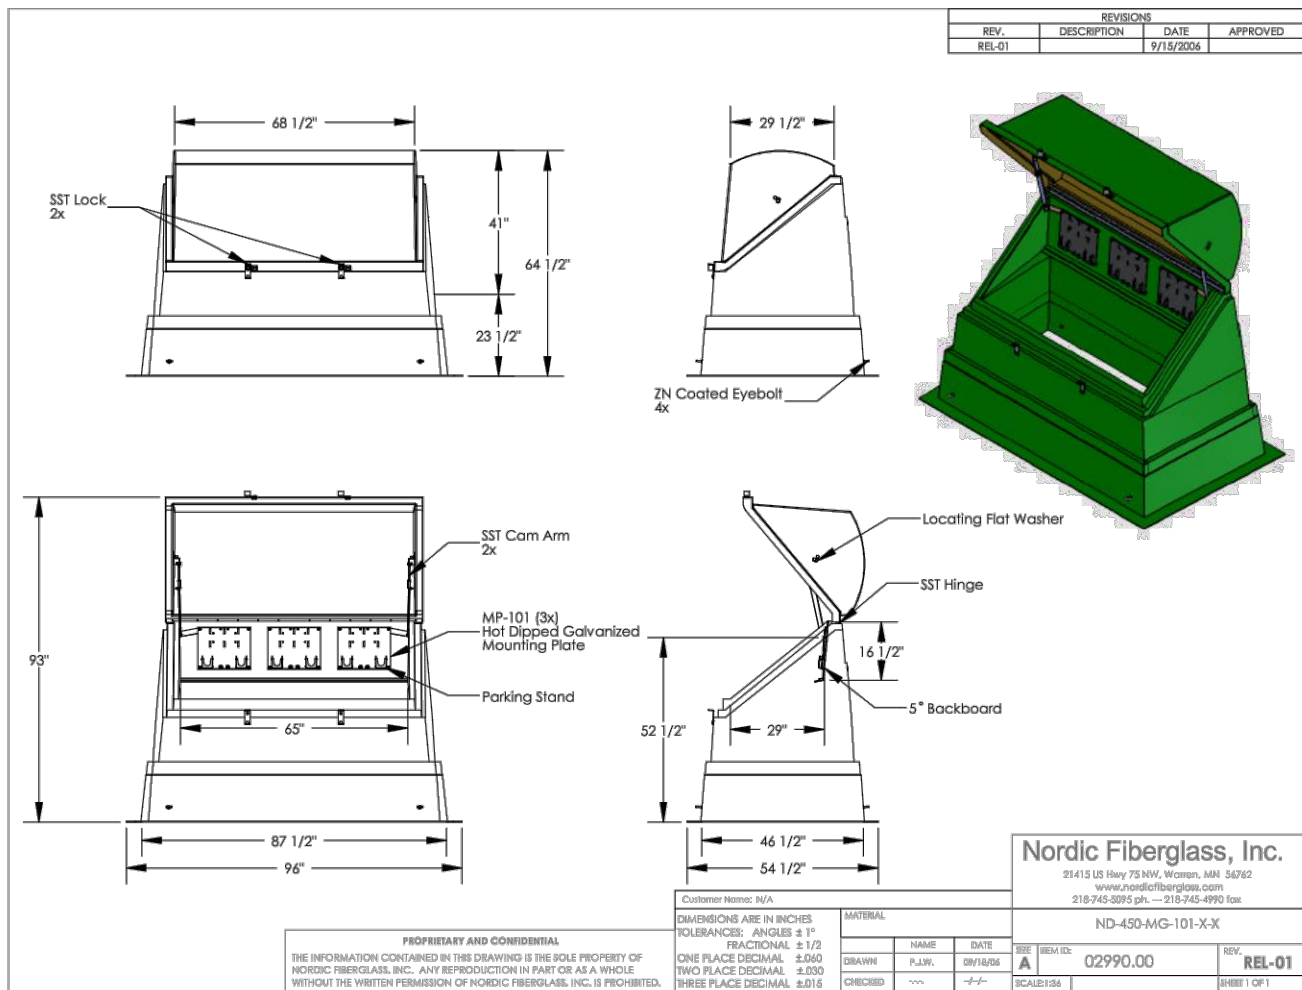 REVISIONS
REV. DESCRIPTION DATE APPROVED
REL-01 9/15/2006
68 1/2"
29 1/2"
SST Lock
2x
41"
64 1/2"
23 1/2"
ZN Coated Eyebolt
4x
SST Cam Arm
2x
MP-101 (3x)
Hot Dipped Galvanized
Mounting Plate
Parking Stand
93"
65"
87 1/2"
96"
Locating Flat Washer
SST Hinge
16 1/2"
5° Backboard
52 1/2"
29"
46 1/2"
54 1/2"
Nordic Fiberglass, Inc.
21415 US Hwy 75 NW, Warren, MN 56762
www.nordicfiberglass.com
218-745-5095 ph. --- 218-745-4990 fax
Customer Name: N/A
DIMENSIONS ARE IN INCHES
TOLERANCES: ANGLES ± 1°
FRACTIONAL ± 1/2
ONE PLACE DECIMAL ±.060
TWO PLACE DECIMAL ±.030
THREE PLACE DECIMAL ±.015
MATERIAL
NAME DATE
DRAWN P.J.W. 09/15/06
CHECKED --- -/-/-
ND-450-MG-101-X-X
SIZE ITEM ID: REV.
A 02990.00 REL-01
SCALE:1:36 SHEET 1 OF 1
PROPRIETARY AND CONFIDENTIAL
THE INFORMATION CONTAINED IN THIS DRAWING IS THE SOLE PROPERTY OF
NORDIC FIBERGLASS, INC. ANY REPRODUCTION IN PART OR AS A WHOLE
WITHOUT THE WRITTEN PERMISSION OF NORDIC FIBERGLASS, INC. IS PROHIBITED.